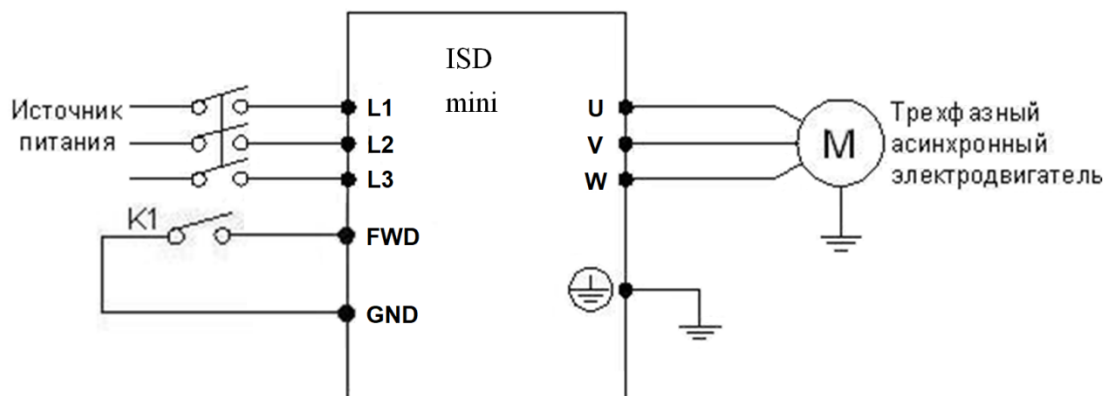 ISD
mini
Источник
питания
L1
L2
L3
U
V
W
M
Трехфазный
асинхронный
электродвигатель
K1
FWD
GND